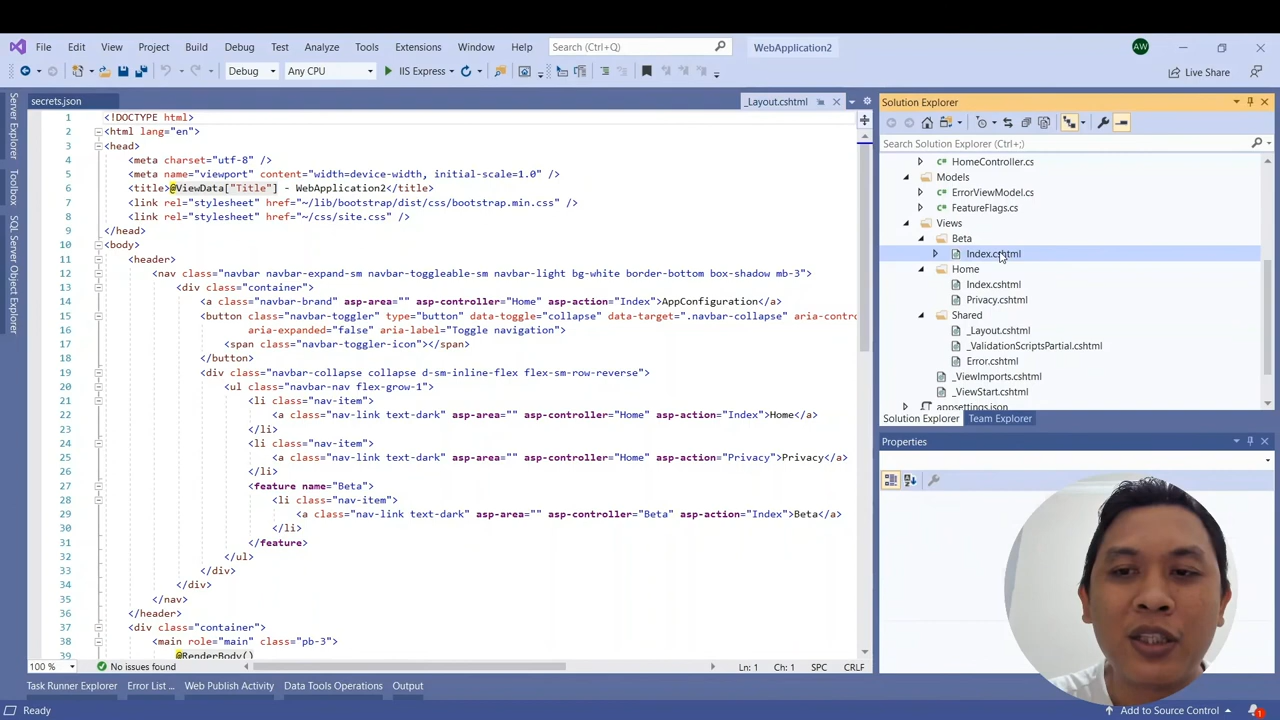 File Edit View Project Build Debug Test Analyze Tools Extensions Window Help Search (Ctrl+Q) WebApplication2 AW
Debug Any CPU IIS Express Live Share
Server Explorer
Toolbox
SQL Server Object Explorer
secrets.json _Layout.cshtml
1 <!DOCTYPE html>
2 <html lang="en">
3 <head>
4 <meta charset="utf-8" />
5 <meta name="viewport" content="width=device-width, initial-scale=1.0" />
6 <title>@ViewData["Title"] - WebApplication2</title>
7 <link rel="stylesheet" href="~/lib/bootstrap/dist/css/bootstrap.min.css" />
8 <link rel="stylesheet" href="~/css/site.css" />
9 </head>
10 <body>
11 <header>
12 <nav class="navbar navbar-expand-sm navbar-toggleable-sm navbar-light bg-white border-bottom box-shadow mb-3">
13 <div class="container">
14 <a class="navbar-brand" asp-area="" asp-controller="Home" asp-action="Index">AppConfiguration</a>
15 <button class="navbar-toggler" type="button" data-toggle="collapse" data-target=".navbar-collapse" aria-contro
16 aria-expanded="false" aria-label="Toggle navigation">
17 <span class="navbar-toggler-icon"></span>
18 </button>
19 <div class="navbar-collapse collapse d-sm-inline-flex flex-sm-row-reverse">
20 <ul class="navbar-nav flex-grow-1">
21 <li class="nav-item">
22 <a class="nav-link text-dark" asp-area="" asp-controller="Home" asp-action="Index">Home</a>
23 </li>
24 <li class="nav-item">
25 <a class="nav-link text-dark" asp-area="" asp-controller="Home" asp-action="Privacy">Privacy</a>
26 </li>
27 <feature name="Beta">
28 <li class="nav-item">
29 <a class="nav-link text-dark" asp-area="" asp-controller="Beta" asp-action="Index">Beta</a>
30 </li>
31 </feature>
32 </ul>
33 </div>
34 </div>
35 </nav>
36 </header>
37 <div class="container">
38 <main role="main" class="pb-3">
39 @RenderBody()
100 % No issues found Ln: 1 Ch: 1 SPC CRLF
Solution Explorer
Search Solution Explorer (Ctrl+;)
HomeController.cs
Models
ErrorViewModel.cs
FeatureFlags.cs
Views
Beta
Index.cshtml
Home
Index.cshtml
Privacy.cshtml
Shared
_Layout.cshtml
_ValidationScriptsPartial.cshtml
Error.cshtml
_ViewImports.cshtml
_ViewStart.cshtml
appsettings.json
Solution Explorer Team Explorer
Properties
Task Runner Explorer Error List ... Web Publish Activity Data Tools Operations Output
Ready Add to Source Control 1